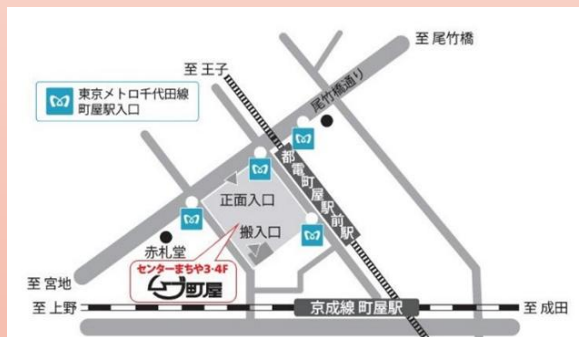 至 尾竹橋
至 王子
尾竹橋通り
東京メトロ千代田線
町屋駅入口
都電町屋駅前駅
正面入口
搬入口
赤札堂
センターまちや3・4F
ムーブ町屋
至 宮地
至 上野
京成線 町屋駅
至 成田